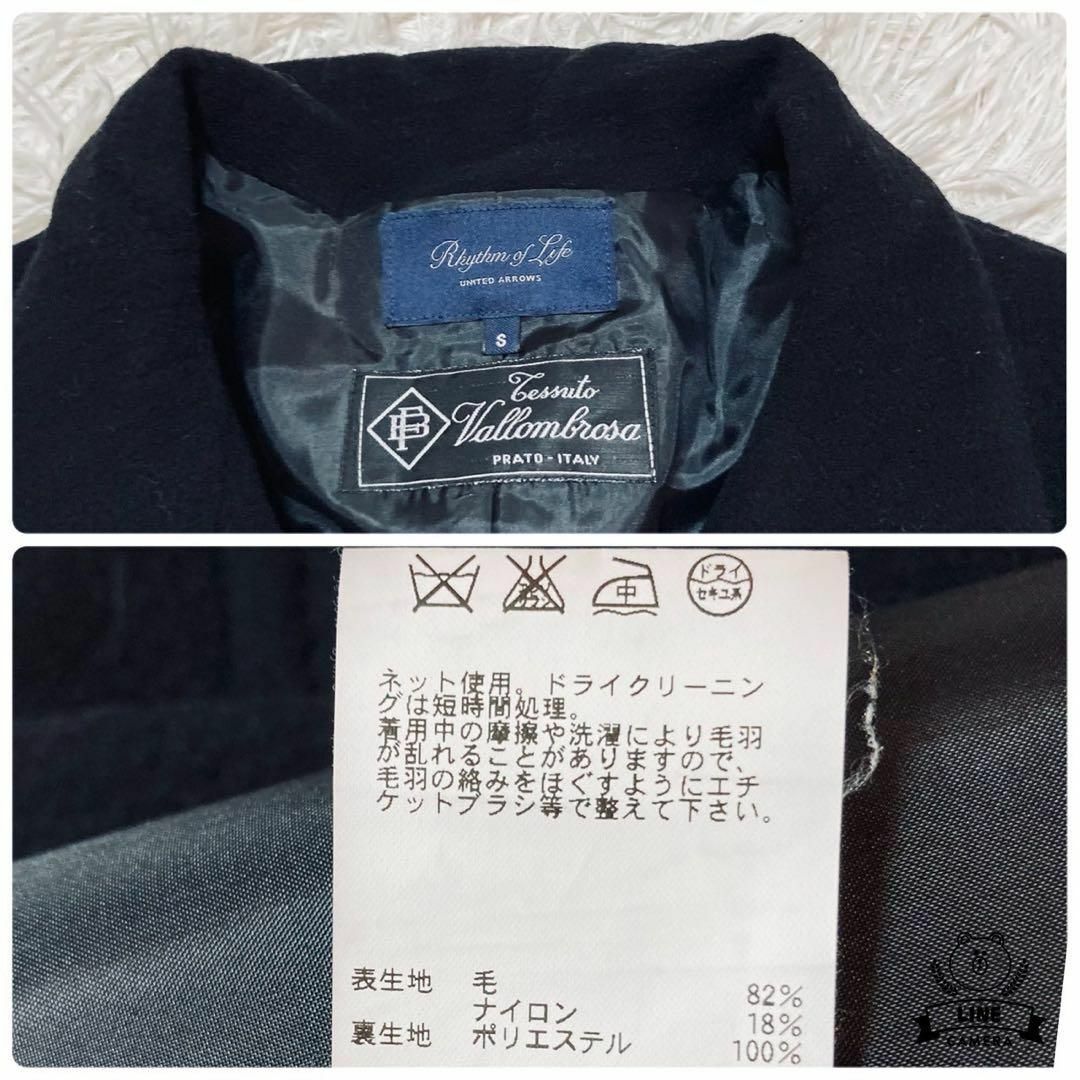 Rhythm of Life
UNITED ARROWS
S
Tessuto
Vallombrosa
PRATO - ITALY
エンソ
サラシ
中
ドライ
セキユ系
ネット使用。ドライクリーニン
グは短時間処理。
着用中の摩擦や洗濯により毛羽
が乱れることがありますので、
毛羽の絡みをほぐすようにエチ
ケットブラシ等で整えて下さい。
表生地 毛 82%
ナイロン 18%
裏生地 ポリエステル 100%
LINE
CAMERA